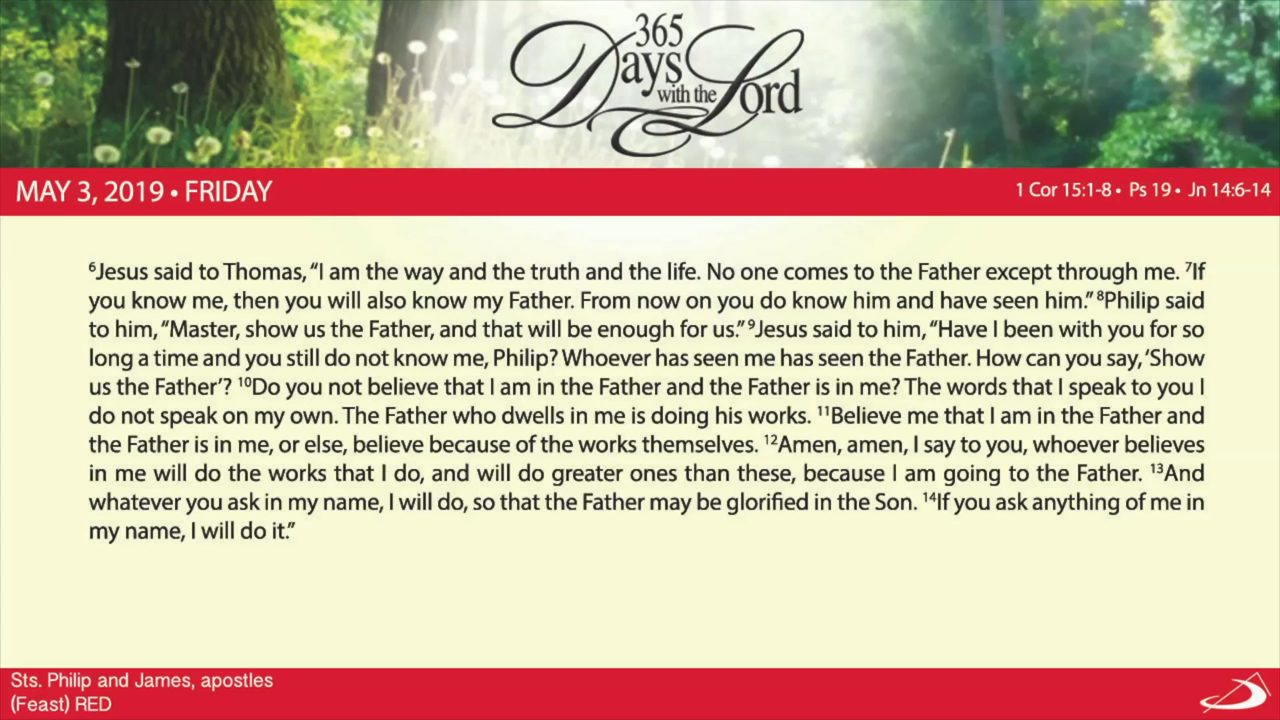 365
Days
with the
Lord
MAY 3, 2019 • FRIDAY
1 Cor 15:1-8 • Ps 19 • Jn 14:6-14
⁶Jesus said to Thomas, “I am the way and the truth and the life. No one comes to the Father except through me. ⁷If
you know me, then you will also know my Father. From now on you do know him and have seen him.” ⁸Philip said
to him, “Master, show us the Father, and that will be enough for us.” ⁹Jesus said to him, “Have I been with you for so
long a time and you still do not know me, Philip? Whoever has seen me has seen the Father. How can you say, ‘Show
us the Father’? ¹⁰Do you not believe that I am in the Father and the Father is in me? The words that I speak to you I
do not speak on my own. The Father who dwells in me is doing his works. ¹¹Believe me that I am in the Father and
the Father is in me, or else, believe because of the works themselves. ¹²Amen, amen, I say to you, whoever believes
in me will do the works that I do, and will do greater ones than these, because I am going to the Father. ¹³And
whatever you ask in my name, I will do, so that the Father may be glorified in the Son. ¹⁴If you ask anything of me in
my name, I will do it.”
Sts. Philip and James, apostles
(Feast) RED